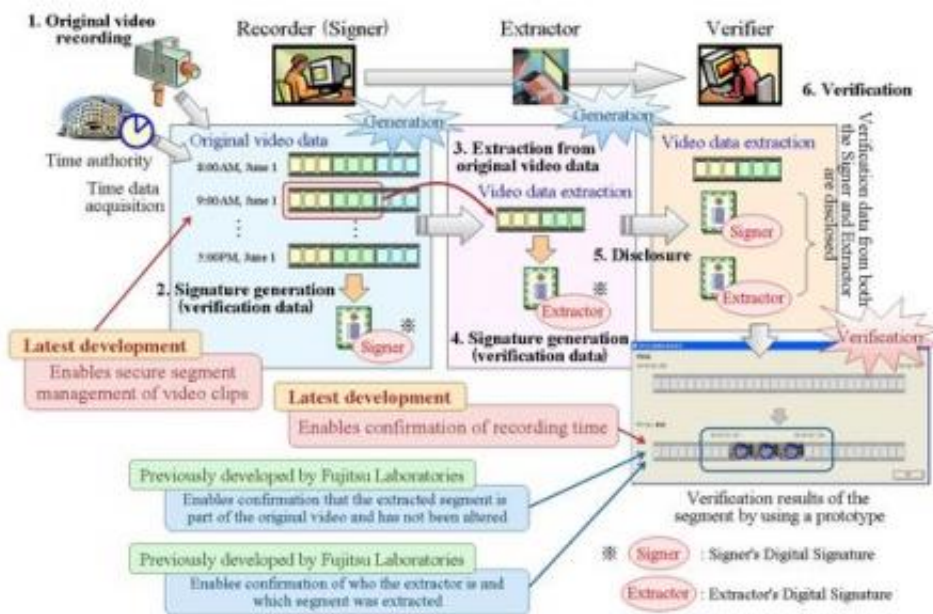 1. Original video
recording
Recorder (Signer)
Extractor
Verifier
6. Verification
Generation
Generation
Time authority
Time data
acquisition
Original video data
8:00AM, June 1
9:00AM, June 1
5:00PM, June 1
2. Signature generation
(verification data)
Signer
※
3. Extraction from
original video data
Video data extraction
※
Extractor
4. Signature generation
(verification data)
5. Disclosure
Video data extraction
Signer
Extractor
Verification data from both
the Signer and Extractor
are disclosed
Verification
Latest development
Enables secure segment
management of video clips
Latest development
Enables confirmation of recording time
Previously developed by Fujitsu Laboratories
Enables confirmation that the extracted segment is
part of the original video and has not been altered
Previously developed by Fujitsu Laboratories
Enables confirmation of who the extractor is and
which segment was extracted
Verification results of the
segment by using a prototype
※ Signer : Signer's Digital Signature
Extractor : Extractor's Digital Signature